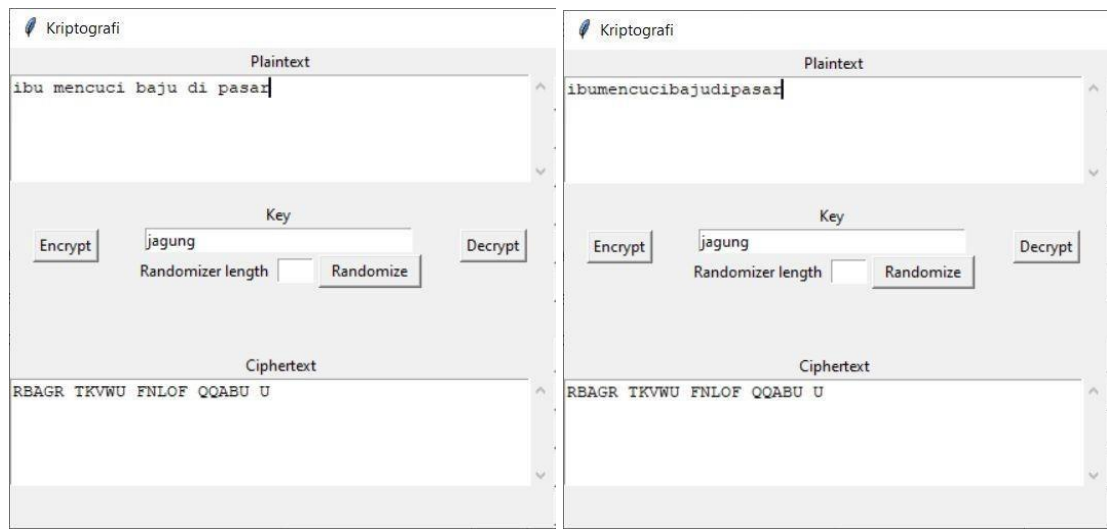 Kriptografi
Plaintext
ibu mencuci baju di pasar
Key
Encrypt
jagung
Decrypt
Randomizer length
Randomize
Ciphertext
RBAGR TKVWU FNLOF QQABU U
Kriptografi
Plaintext
ibumencucibajudipasar
Key
Encrypt
jagung
Decrypt
Randomizer length
Randomize
Ciphertext
RBAGR TKVWU FNLOF QQABU U